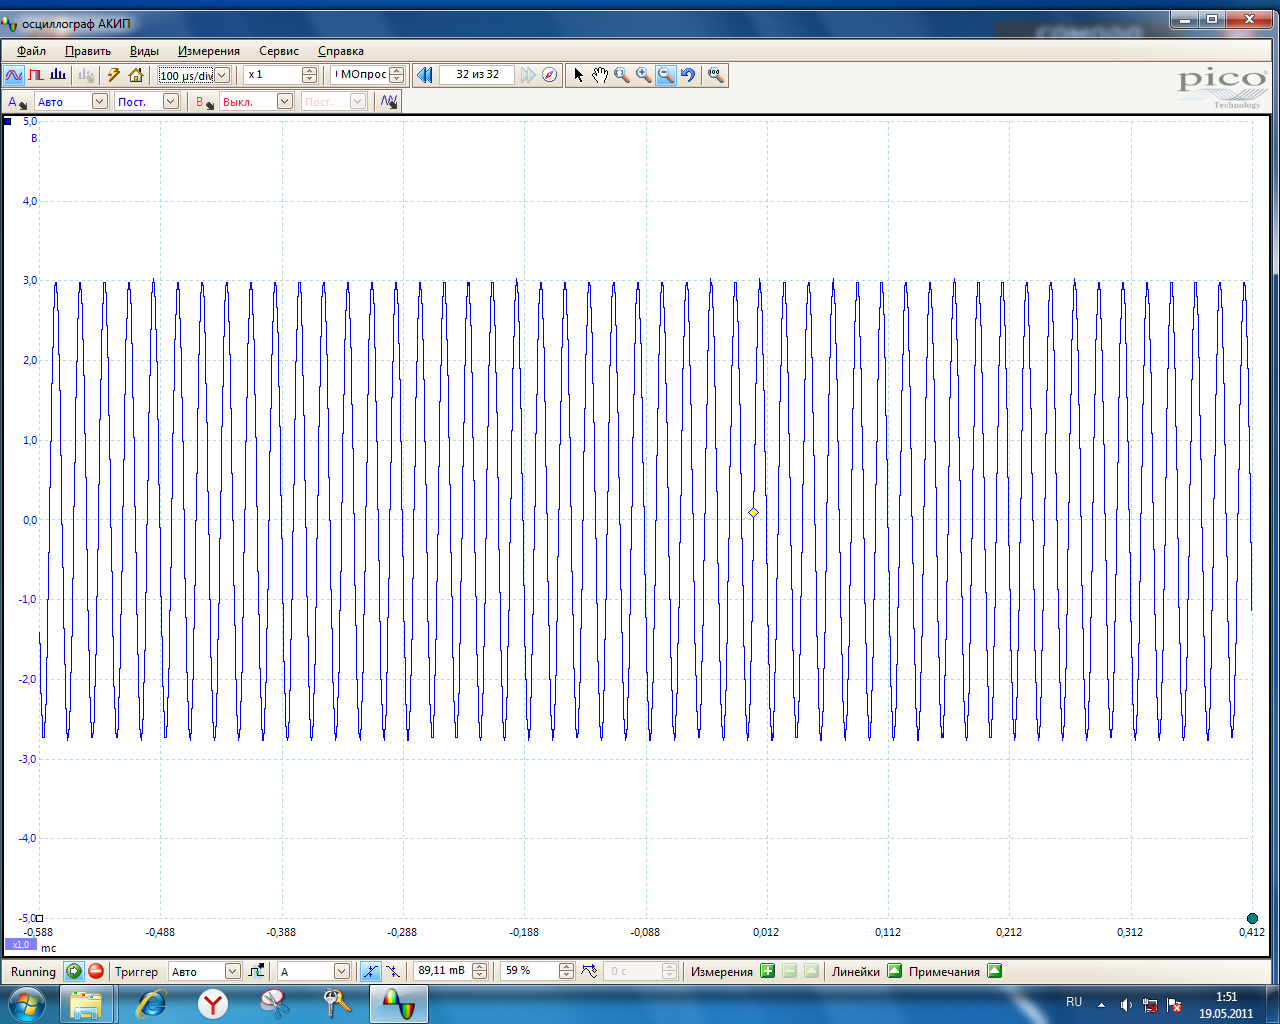 осциллограф АКИП
Файл Править Виды Измерения Сервис Справка
100 µs/div x 1 МОпрос 32 из 32
pico
Technology
A Авто Пост. B Выкл. Пост.
5,0
В
4,0
3,0
2,0
1,0
0,0
-1,0
-2,0
-3,0
-4,0
-5,0
-0,588 -0,488 -0,388 -0,288 -0,188 -0,088 0,012 0,112 0,212 0,312 0,412
x1,0 мс
Running Триггер Авто A 89,11 mВ 59 % 0 с Измерения Линейки Примечания
RU 1:51
19.05.2011